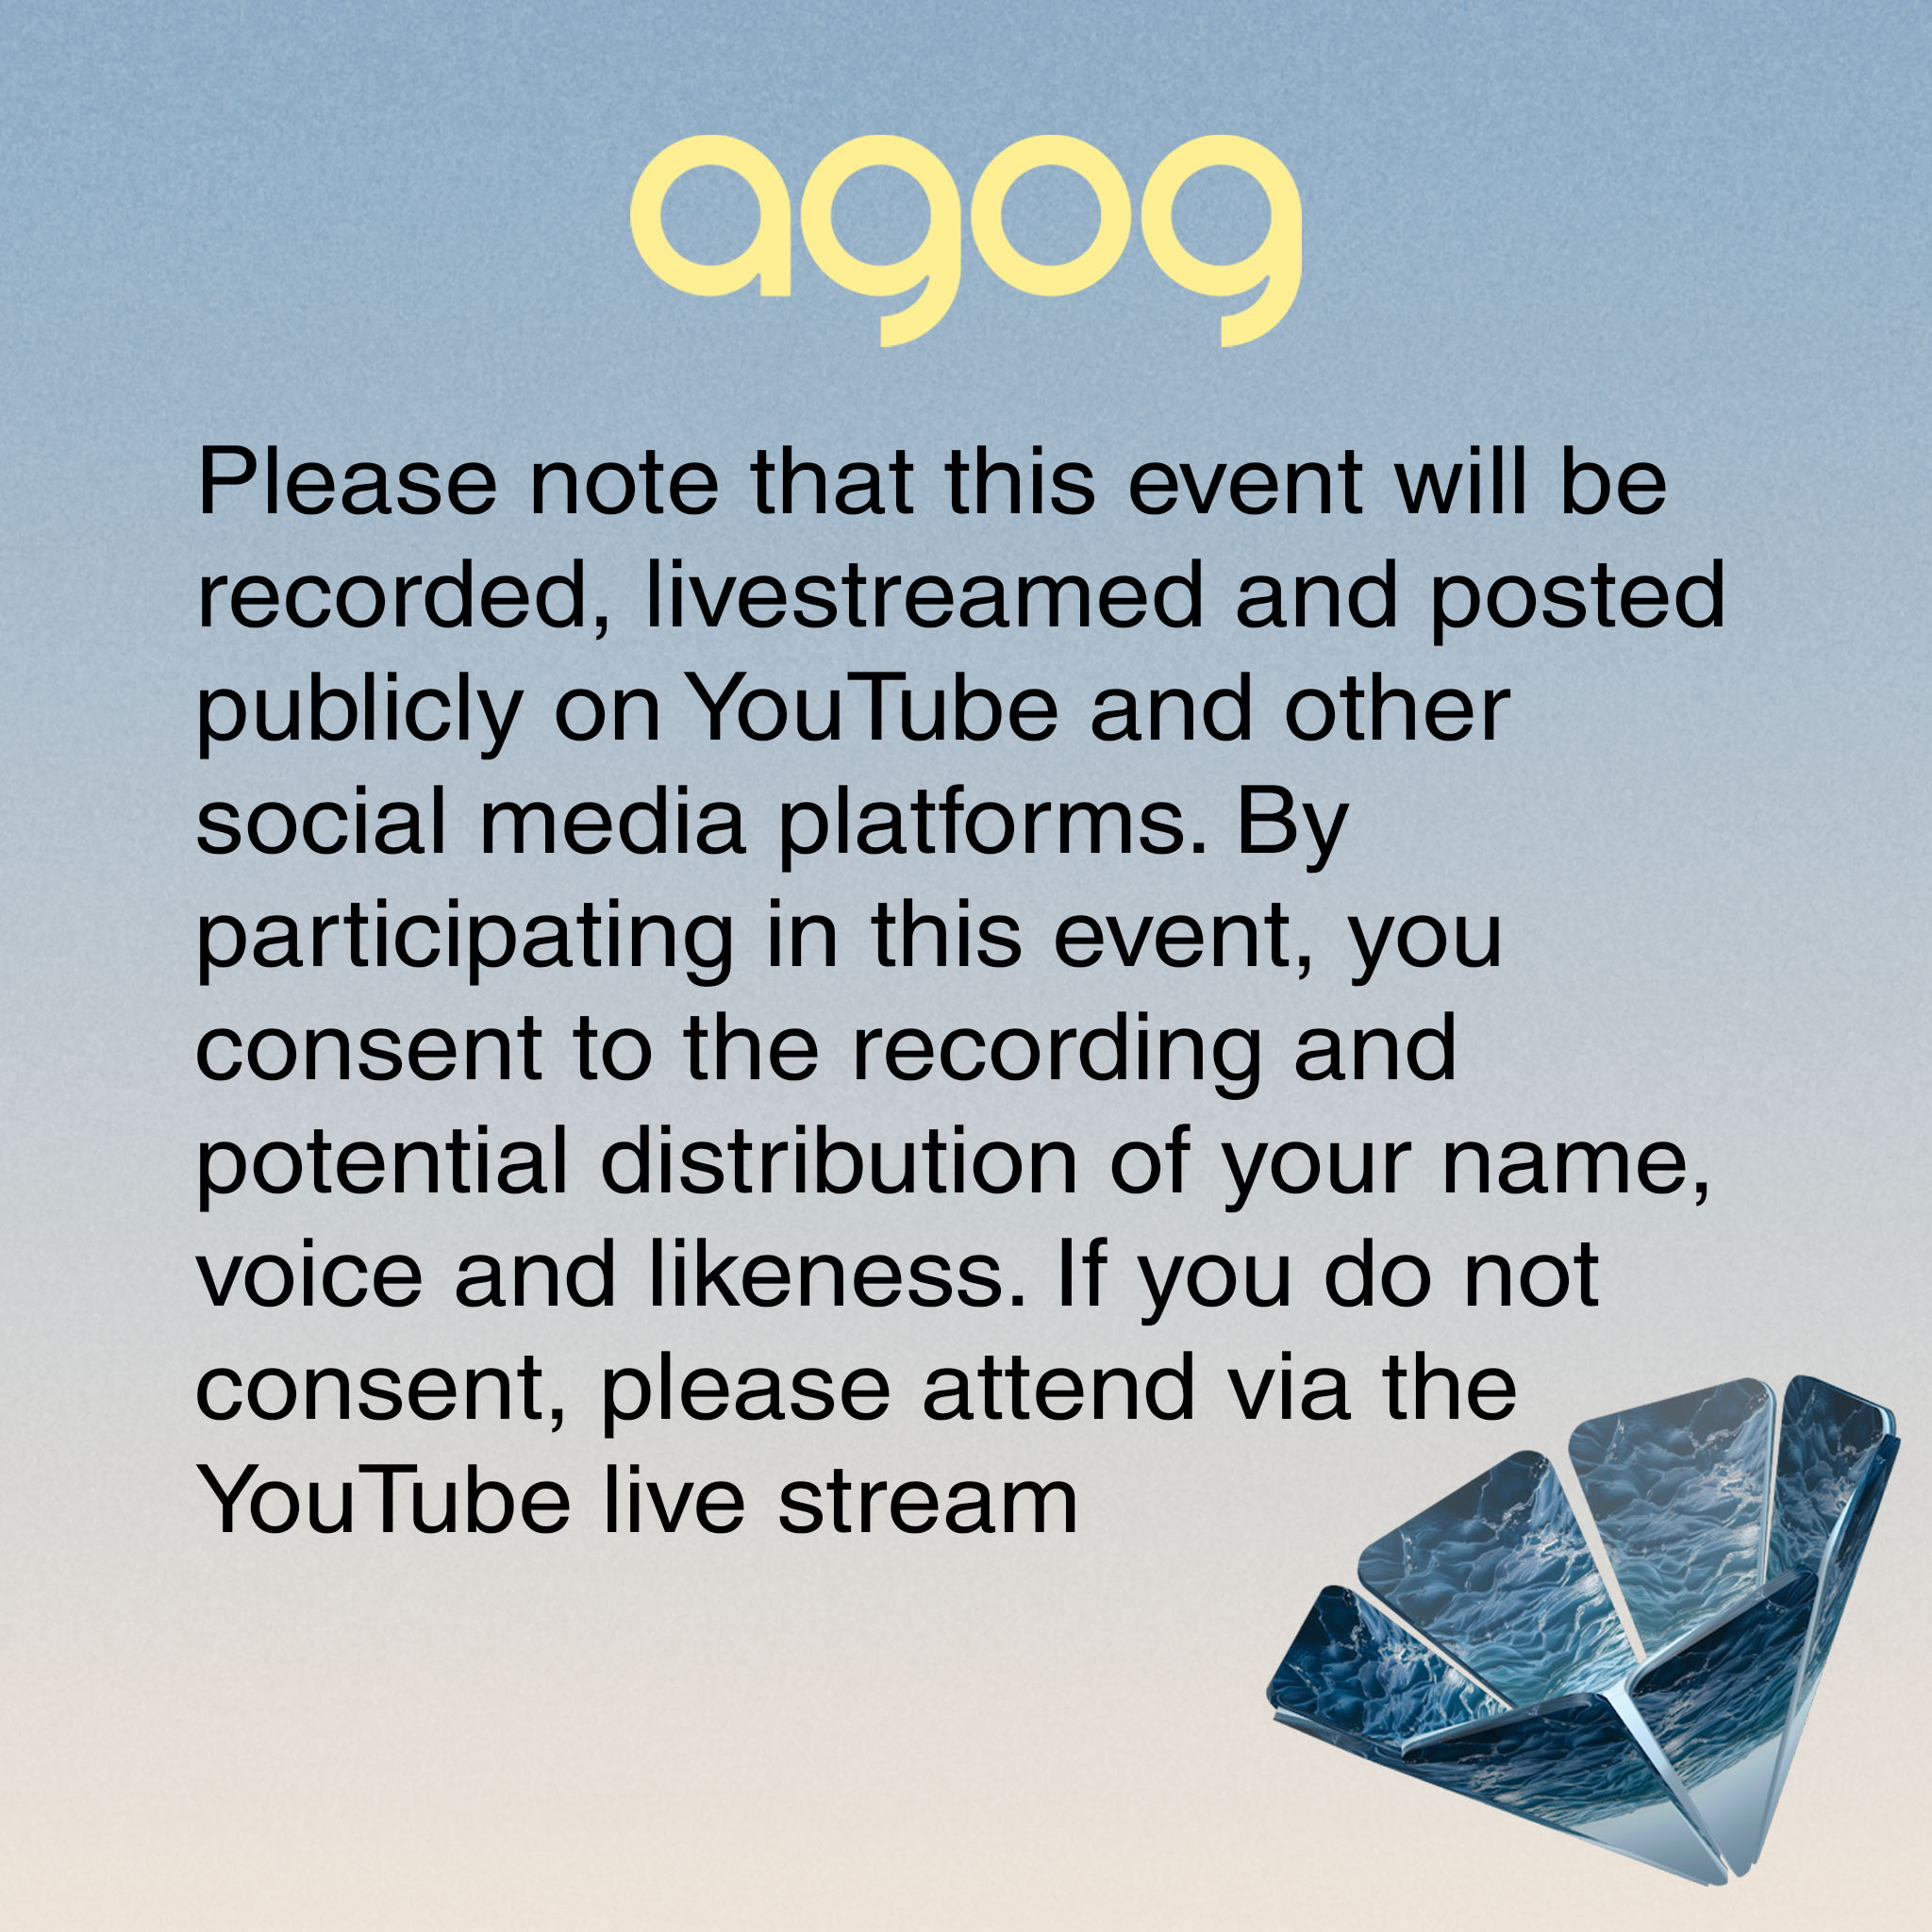 agog
Please note that this event will be
recorded, livestreamed and posted
publicly on YouTube and other
social media platforms. By
participating in this event, you
consent to the recording and
potential distribution of your name,
voice and likeness. If you do not
consent, please attend via the
YouTube live stream